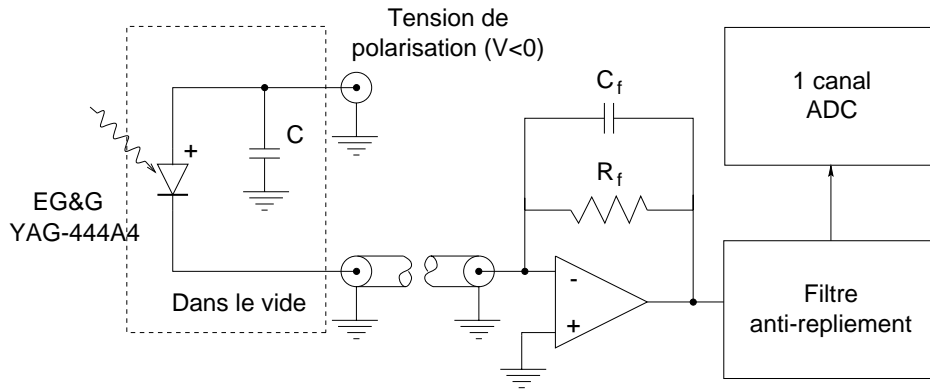 Tension de
polarisation (V<0)
C
+
EG&G
YAG-444A4
Dans le vide
C f
R f
-
+
1 canal
ADC
Filtre
anti-repliement